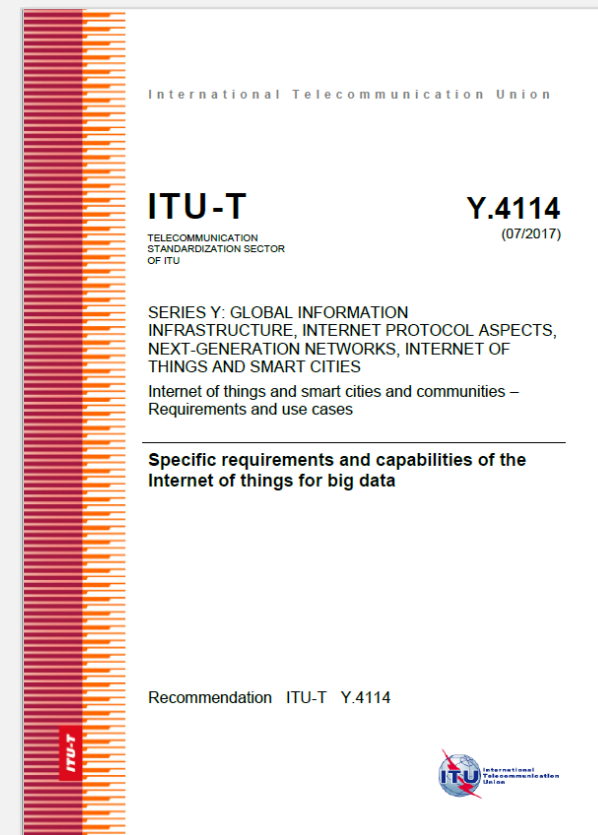 International Telecommunication Union
ITU-T
Y.4114
TELECOMMUNICATION
STANDARDIZATION SECTOR
OF ITU
(07/2017)
SERIES Y: GLOBAL INFORMATION
INFRASTRUCTURE, INTERNET PROTOCOL ASPECTS,
NEXT-GENERATION NETWORKS, INTERNET OF
THINGS AND SMART CITIES
Internet of things and smart cities and communities –
Requirements and use cases
Specific requirements and capabilities of the
Internet of things for big data
Recommendation ITU-T Y.4114
ITU-T
ITU
International
Telecommunication
Union